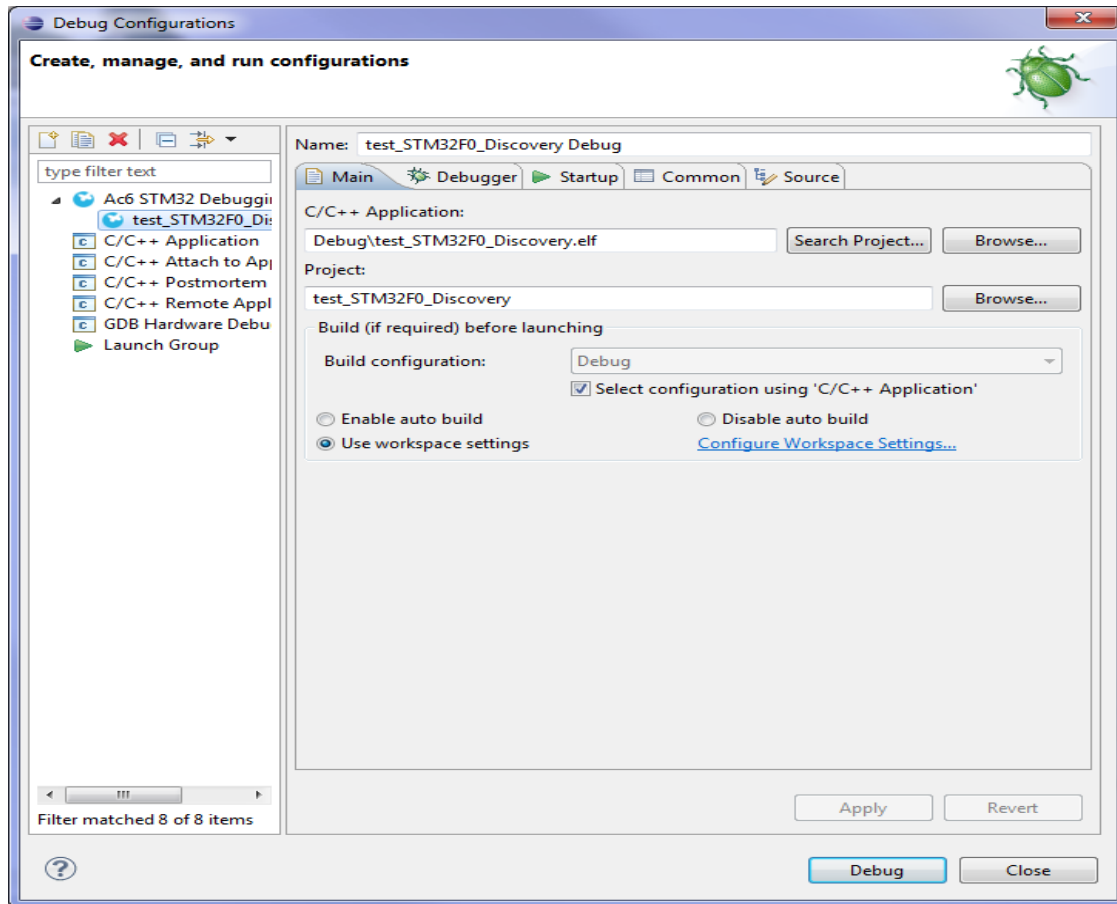 Debug Configurations
Create, manage, and run configurations
type filter text
Ac6 STM32 Debuggi
test_STM32F0_Di
C/C++ Application
C/C++ Attach to Ap
C/C++ Postmortem
C/C++ Remote Appl
GDB Hardware Debu
Launch Group
Filter matched 8 of 8 items
Name: test_STM32F0_Discovery Debug
Main Debugger Startup Common Source
C/C++ Application:
Debug\test_STM32F0_Discovery.elf Search Project... Browse...
Project:
test_STM32F0_Discovery Browse...
Build (if required) before launching
Build configuration: Debug
Select configuration using 'C/C++ Application'
Enable auto build Disable auto build
Use workspace settings Configure Workspace Settings...
Apply Revert
? Debug Close